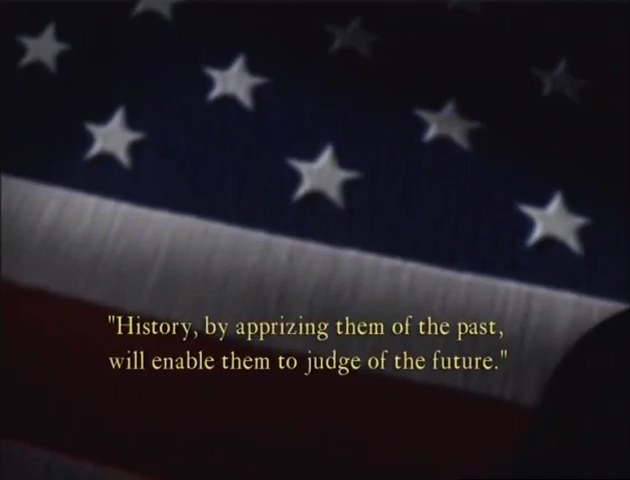 "History, by apprizing them of the past,
will enable them to judge of the future."